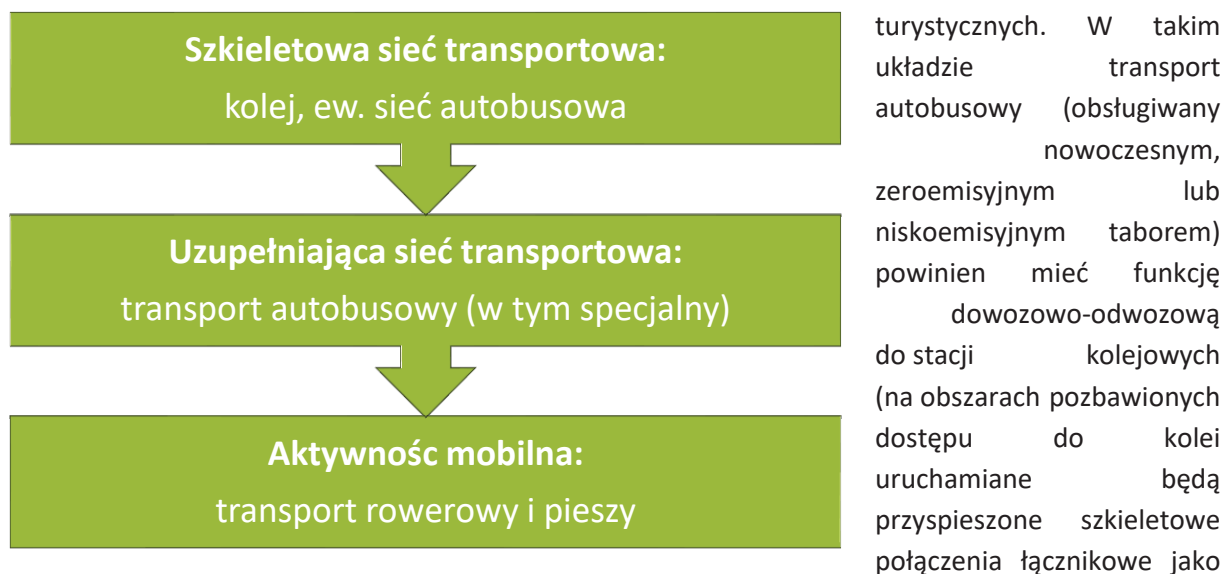 Szkieletowa sieć transportowa:
kolej, ew. sieć autobusowa
Uzupełniająca sieć transportowa:
transport autobusowy (w tym specjalny)
Aktywnośc mobilna:
transport rowerowy i pieszy
turystycznych. W takim
układzie transport
autobusowy (obsługiwany
nowoczesnym,
zeroemisyjnym lub
niskoemisyjnym taborem)
powinien mieć funkcję
dowozowo-odwozową
do stacji kolejowych
(na obszarach pozbawionych
dostępu do kolei
uruchamiane będą
przyspieszone szkieletowe
połączenia łącznikowe jako